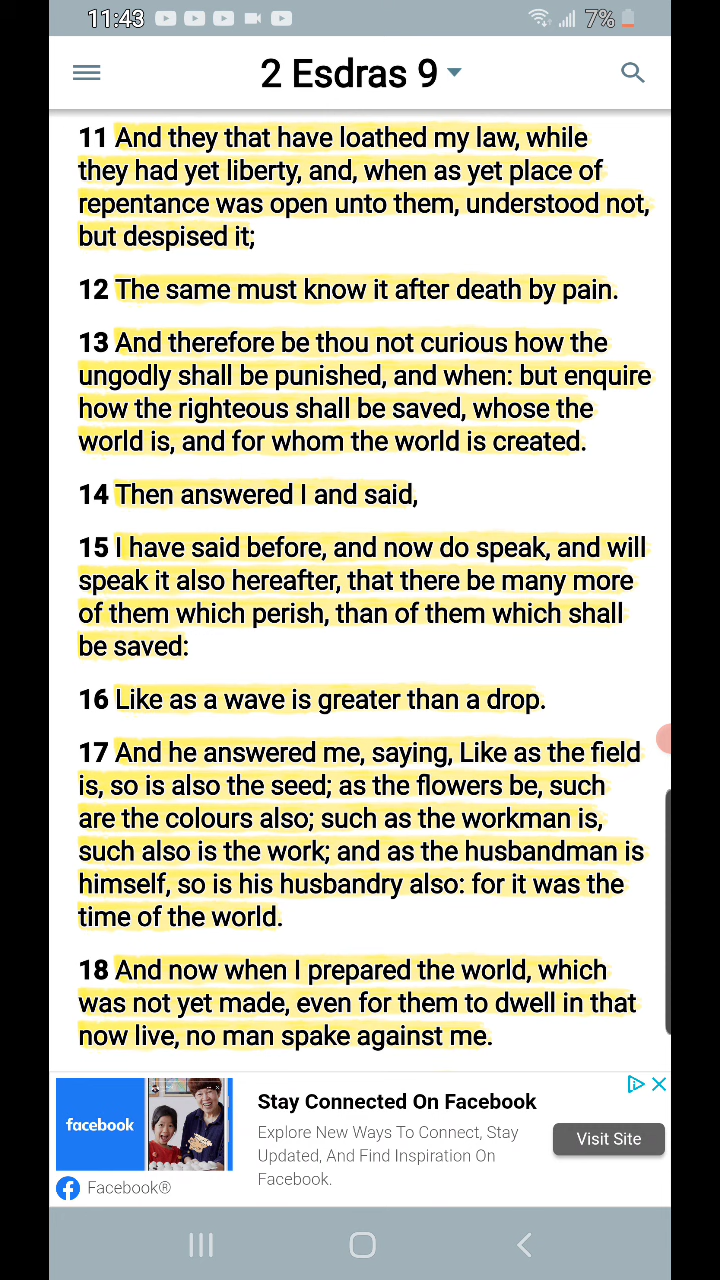 11:43
7%
2 Esdras 9
11 And they that have loathed my law, while
they had yet liberty, and, when as yet place of
repentance was open unto them, understood not,
but despised it;
12 The same must know it after death by pain.
13 And therefore be thou not curious how the
ungodly shall be punished, and when: but enquire
how the righteous shall be saved, whose the
world is, and for whom the world is created.
14 Then answered I and said,
15 I have said before, and now do speak, and will
speak it also hereafter, that there be many more
of them which perish, than of them which shall
be saved:
16 Like as a wave is greater than a drop.
17 And he answered me, saying, Like as the field
is, so is also the seed; as the flowers be, such
are the colours also; such as the workman is,
such also is the work; and as the husbandman is
himself, so is his husbandry also: for it was the
time of the world.
18 And now when I prepared the world, which
was not yet made, even for them to dwell in that
now live, no man spake against me.
facebook
Facebook®
Stay Connected On Facebook
Explore New Ways To Connect, Stay
Updated, And Find Inspiration On
Facebook.
Visit Site